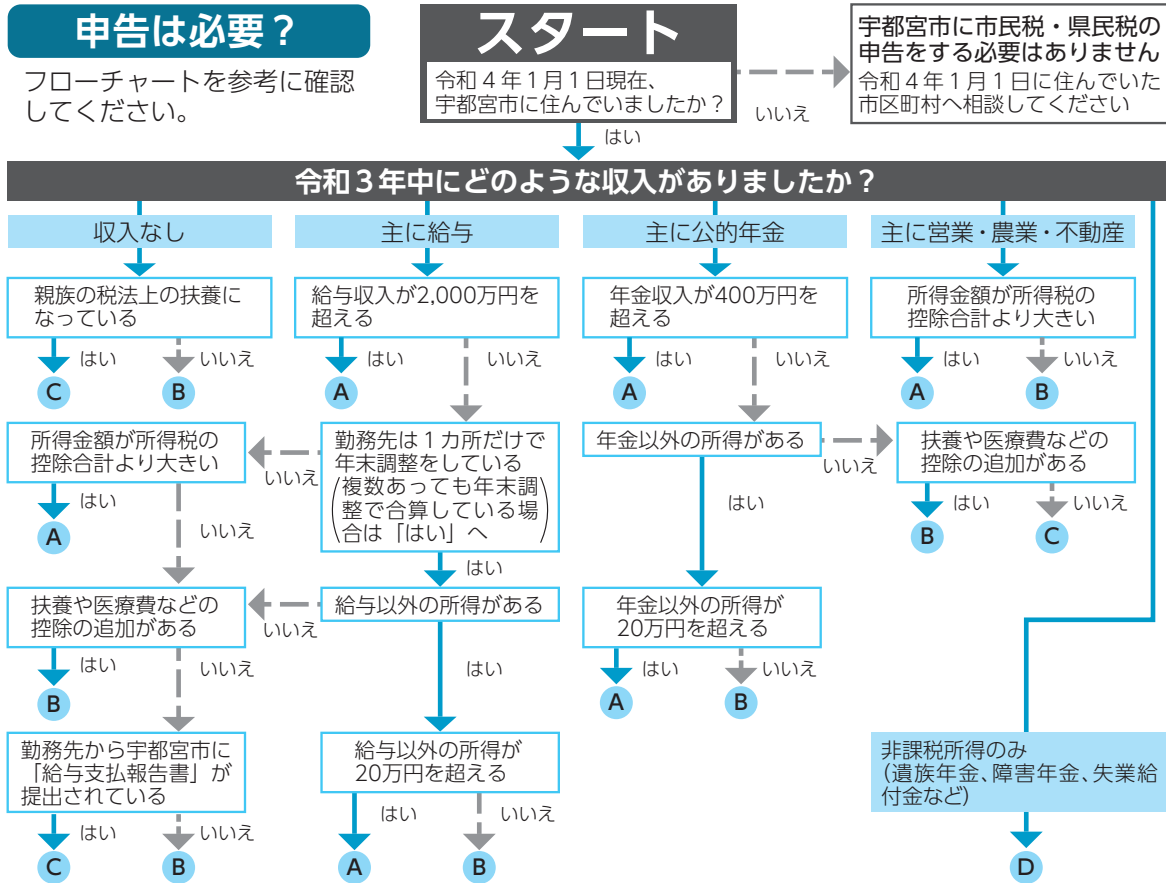 申告は必要？
フローチャートを参考に確認
してください。
スタート
令和４年１月１日現在、
宇都宮市に住んでいましたか？
いいえ
宇都宮市に市民税・県民税の
申告をする必要はありません
令和４年１月１日に住んでいた
市区町村へ相談してください
はい
令和３年中にどのような収入がありましたか？
収入なし
主に給与
主に公的年金
主に営業・農業・不動産
親族の税法上の扶養に
なっている
はい
いいえ
C
B
給与収入が2,000万円を
超える
はい
いいえ
A
年金収入が400万円を
超える
はい
いいえ
A
所得金額が所得税の
控除合計より大きい
はい
いいえ
A
B
所得金額が所得税の
控除合計より大きい
はい
いいえ
A
いいえ
勤務先は１カ所だけで
年末調整をしている
(複数あっても年末調
整で合算している場
合は「はい」へ)
はい
年金以外の所得がある
いいえ
はい
扶養や医療費などの
控除の追加がある
はい
いいえ
B
C
扶養や医療費などの
控除の追加がある
はい
いいえ
B
いいえ
給与以外の所得がある
はい
年金以外の所得が
20万円を超える
はい
いいえ
A
B
勤務先から宇都宮市に
「給与支払報告書」が
提出されている
はい
いいえ
C
B
給与以外の所得が
20万円を超える
はい
いいえ
A
B
非課税所得のみ
(遺族年金、障害年金、失業給
付金など)
D